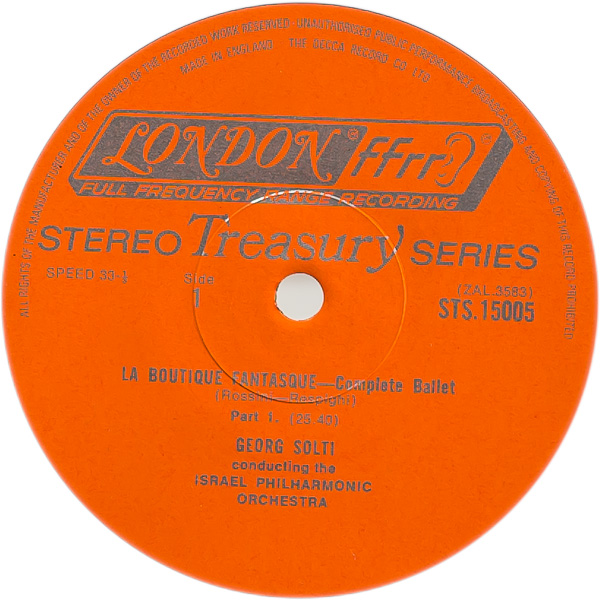 ALL RIGHTS OF THE MANUFACTURER AND OF THE OWNER OF THE RECORDED WORK RESERVED · UNAUTHORISED PUBLIC PERFORMANCE BROADCASTING AND COPYING OF THIS RECORD PROHIBITED
MADE IN ENGLAND THE DECCA RECORD CO LTD
LONDON ® ffrr ®
FULL FREQUENCY RANGE RECORDING
STEREO Treasury SERIES
SPEED 33⅓ Side (ZAL.3583)
1 STS.15005
LA BOUTIQUE FANTASQUE—Complete Ballet
(Rossini—Respighi)
Part 1. (25 40)
GEORG SOLTI
conducting the
ISRAEL PHILHARMONIC
ORCHESTRA